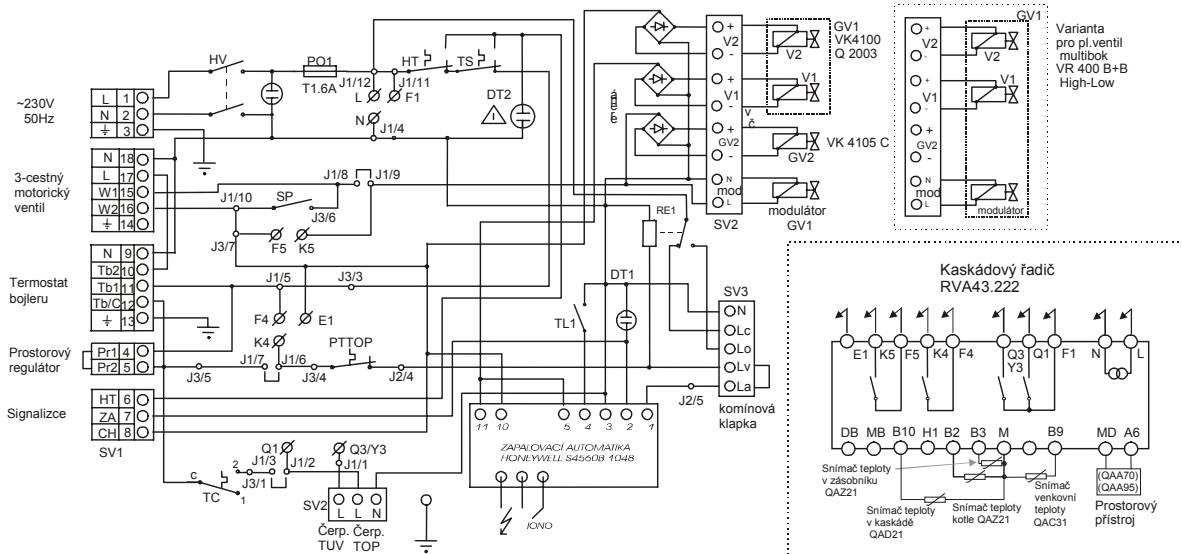 ~230V
50Hz
L 1
N 2
⏚ 3
HV
PO1
T1.6A
J1/12
L
J1/11
F1
HT
TS
DT2
N
J1/4
3-cestný
motorický
ventil
N 18
L 17
W1 15
W2 16
⏚ 14
J1/10
SP
J3/6
J1/8
J1/9
J3/7
F5
K5
Termostat
bojleru
N 9
Tb2 10
Tb1 11
Tb/C 12
⏚ 13
J1/5
J3/3
F4
E1
K4
PTTOP
Prostorový
regulátor
Pr1 4
Pr2 5
J3/5
J1/7
J1/6
J3/4
J2/4
Signalizce
HT 6
ZA 7
CH 8
SV1
C
TC
2
1
J1/3
J3/1
Q1
J1/2
Q3/Y3
J1/1
SV2
L L N
Čerp. Čerp.
TUV TOP
11 10 5 4 3 2 1
ZAPALOVACÍ AUTOMATIKA
HONEYWELL S4560B 1048
IONO
TL1
DT1
RE1
J2/5
SV3
N
Lc
Lo
Lv
La
komínová
klapka
+
V2
-
+
V1
-
+
GV2
-
N
mod
L
SV2
v č
V2
V1
GV2
GV1
VK4100
Q 2003
VK 4105 C
modulátor
GV1
GV1
+
V2
-
+
V1
-
+
GV2
-
N
mod
L
V2
V1
modulátor
Varianta
pro pl.ventil
multibok
VR 400 B+B
High-Low
Kaskádový řadič
RVA43.222
E1 K5 F5 K4 F4 Q3 Q1 F1 N L
Y3
DB MB B10 H1 B2 B3 M B9 MD A6
Snímač teploty
v zásobníku
QAZ21
Snímač teploty
v kaskádě
QAD21
Snímač teploty
kotle QAZ21
Snímač
venkovní
teploty
QAC31
(QAA70)
(QAA95)
Prostorový
přístroj